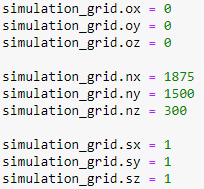 simulation_grid.ox = 0
simulation_grid.oy = 0
simulation_grid.oz = 0
simulation_grid.nx = 1875
simulation_grid.ny = 1500
simulation_grid.nz = 300
simulation_grid.sx = 1
simulation_grid.sy = 1
simulation_grid.sz = 1